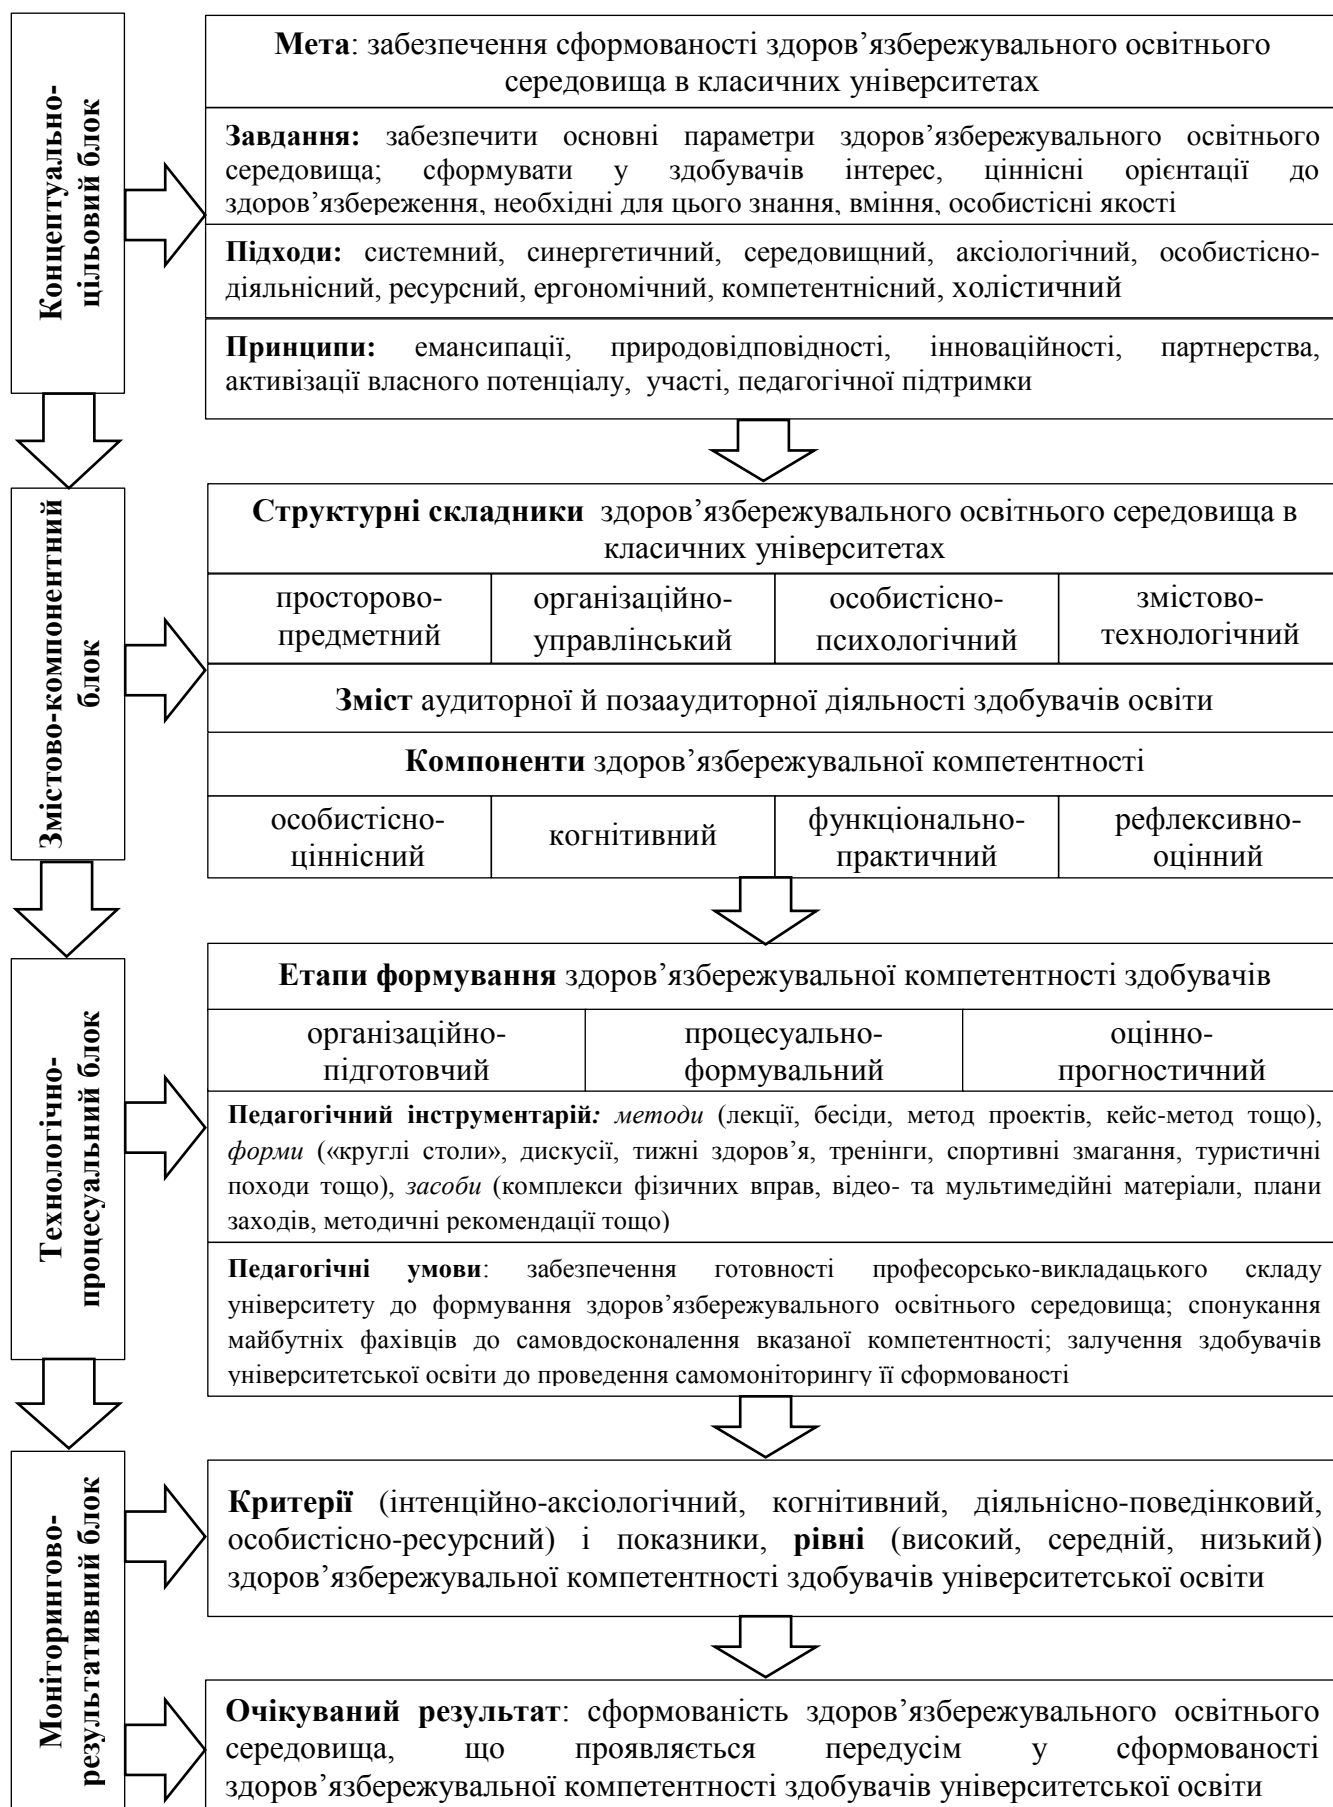 Концептуально-
цільовий блок
Мета: забезпечення сформованості здоров’язбережувального освітнього
середовища в класичних університетах
Завдання: забезпечити основні параметри здоров’язбережувального освітнього
середовища; сформувати у здобувачів інтерес, ціннісні орієнтації до
здоров’язбереження, необхідні для цього знання, вміння, особистісні якості
Підходи: системний, синергетичний, середовищний, аксіологічний, особистісно-
діяльнісний, ресурсний, ергономічний, компетентнісний, холістичний
Принципи: емансипації, природовідповідності, інноваційності, партнерства,
активізації власного потенціалу, участі, педагогічної підтримки
Змістово-компонентний
блок
Структурні складники здоров’язбережувального освітнього середовища в
класичних університетах
просторово-
предметний
організаційно-
управлінський
особистісно-
психологічний
змістово-
технологічний
Зміст аудиторної й позааудиторної діяльності здобувачів освіти
Компоненти здоров’язбережувальної компетентності
особистісно-
ціннісний
когнітивний
функціонально-
практичний
рефлексивно-
оцінний
Технологічно-
процесуальний блок
Етапи формування здоров’язбережувальної компетентності здобувачів
організаційно-
підготовчий
процесуально-
формувальний
оцінно-
прогностичний
Педагогічний інструментарій: методи (лекції, бесіди, метод проектів, кейс-метод тощо),
форми («круглі столи», дискусії, тижні здоров’я, тренінги, спортивні змагання, туристичні
походи тощо), засоби (комплекси фізичних вправ, відео- та мультимедійні матеріали, плани
заходів, методичні рекомендації тощо)
Педагогічні умови: забезпечення готовності професорсько-викладацького складу
університету до формування здоров’язбережувального освітнього середовища; спонукання
майбутніх фахівців до самовдосконалення вказаної компетентності; залучення здобувачів
університетської освіти до проведення самомоніторингу її сформованості
Моніторингово-
результативний блок
Критерії (інтенційно-аксіологічний, когнітивний, діяльнісно-поведінковий,
особистісно-ресурсний) і показники, рівні (високий, середній, низький)
здоров’язбережувальної компетентності здобувачів університетської освіти
Очікуваний результат: сформованість здоров’язбережувального освітнього
середовища, що проявляється передусім у сформованості
здоров’язбережувальної компетентності здобувачів університетської освіти